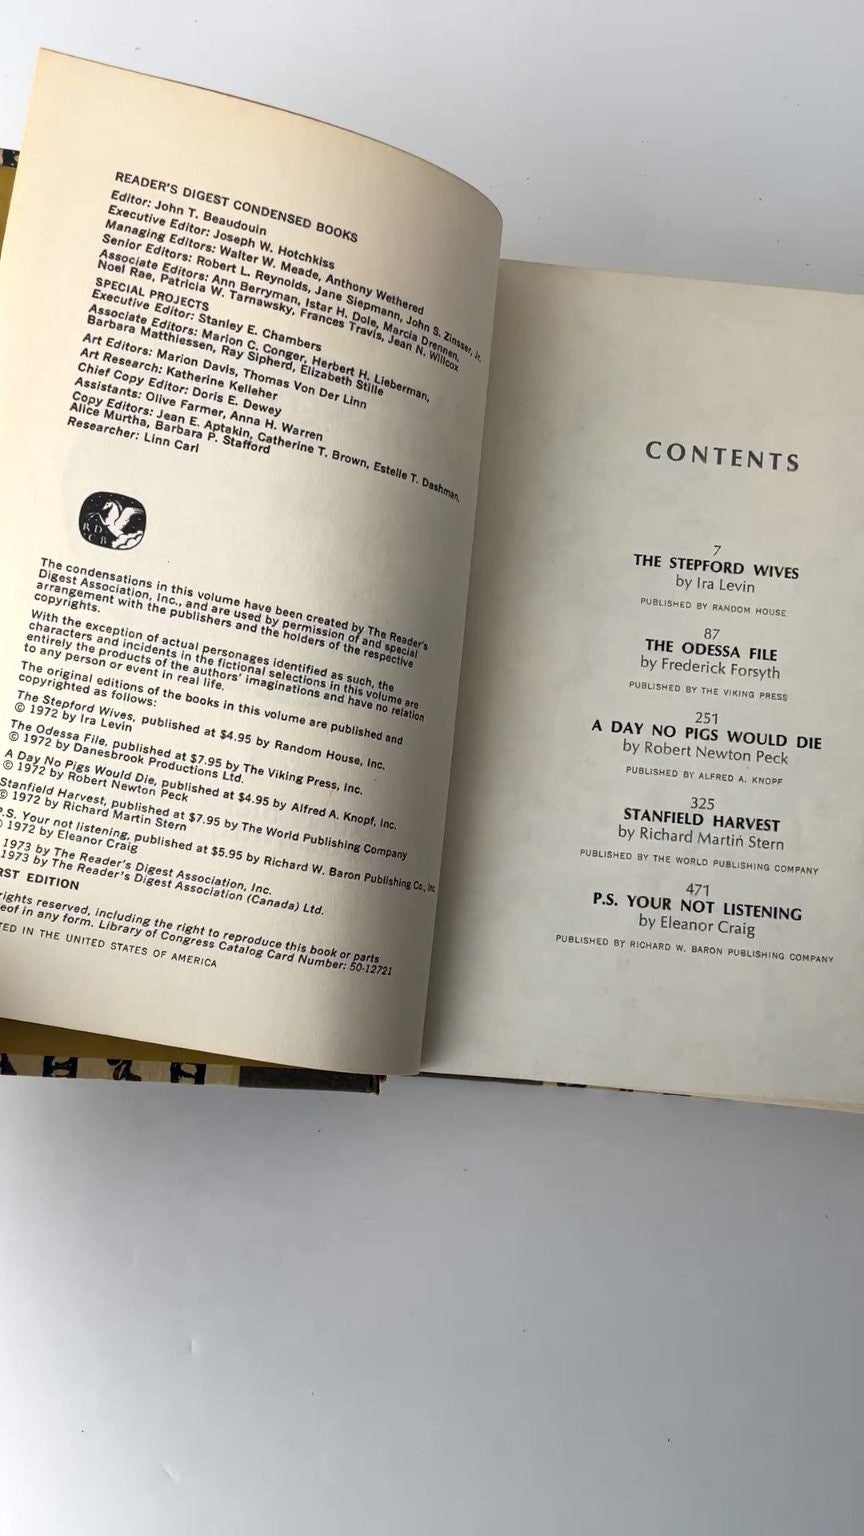 READER'S DIGEST CONDENSED BOOKS
Editor: John T. Beaudouin
Executive Editor: Joseph W. Hotchkiss
Managing Editors: Walter W. Meade, Anthony Wethered
Senior Editors: Robert L. Reynolds, Jane Siepmann, John S. Zinsser, Jr.
Associate Editors: Ann Berryman, Istar H. Dole, Marcia Drennen,
Noel Rae, Patricia W. Tarnawsky, Frances Travis, Jean N. Willcox
SPECIAL PROJECTS
Executive Editor: Stanley E. Chambers
Associate Editors: Marion C. Conger, Herbert H. Lieberman,
Barbara Matthiessen, Ray Sipherd, Elizabeth Stille
Art Editors: Marion Davis, Thomas Von Der Linn
Art Research: Katherine Kelleher
Chief Copy Editor: Doris E. Dewey
Assistants: Olive Farmer, Anna H. Warren
Copy Editors: Jean E. Aptakin, Catherine T. Brown, Estelle T. Dashman,
Alice Murtha, Barbara P. Stafford
Researcher: Linn Carl
R D
C B
The condensations in this volume have been created by The Reader's
Digest Association, Inc., and are used by permission of and special
arrangement with the publishers and the holders of the respective
copyrights.
With the exception of actual personages identified as such, the
characters and incidents in the fictional selections in this volume are
entirely the products of the authors' imaginations and have no relation
to any person or event in real life.
The original editions of the books in this volume are published and
copyrighted as follows:
The Stepford Wives, published at $4.95 by Random House, Inc.
© 1972 by Ira Levin
The Odessa File, published at $7.95 by The Viking Press, Inc.
© 1972 by Danesbrook Productions Ltd.
A Day No Pigs Would Die, published at $4.95 by Alfred A. Knopf, Inc.
© 1972 by Robert Newton Peck
Stanfield Harvest, published at $7.95 by The World Publishing Company
© 1972 by Richard Martin Stern
P.S. Your not listening, published at $5.95 by Richard W. Baron Publishing Co., Inc
© 1972 by Eleanor Craig
1973 by The Reader's Digest Association, Inc.
1973 by The Reader's Digest Association (Canada) Ltd.
RST EDITION
rights reserved, including the right to reproduce this book or parts
eof in any form. Library of Congress Catalog Card Number: 50-12721
TED IN THE UNITED STATES OF AMERICA
CONTENTS
7
THE STEPFORD WIVES
by Ira Levin
PUBLISHED BY RANDOM HOUSE
87
THE ODESSA FILE
by Frederick Forsyth
PUBLISHED BY THE VIKING PRESS
251
A DAY NO PIGS WOULD DIE
by Robert Newton Peck
PUBLISHED BY ALFRED A. KNOPF
325
STANFIELD HARVEST
by Richard Martin Stern
PUBLISHED BY THE WORLD PUBLISHING COMPANY
471
P.S. YOUR NOT LISTENING
by Eleanor Craig
PUBLISHED BY RICHARD W. BARON PUBLISHING COMPANY